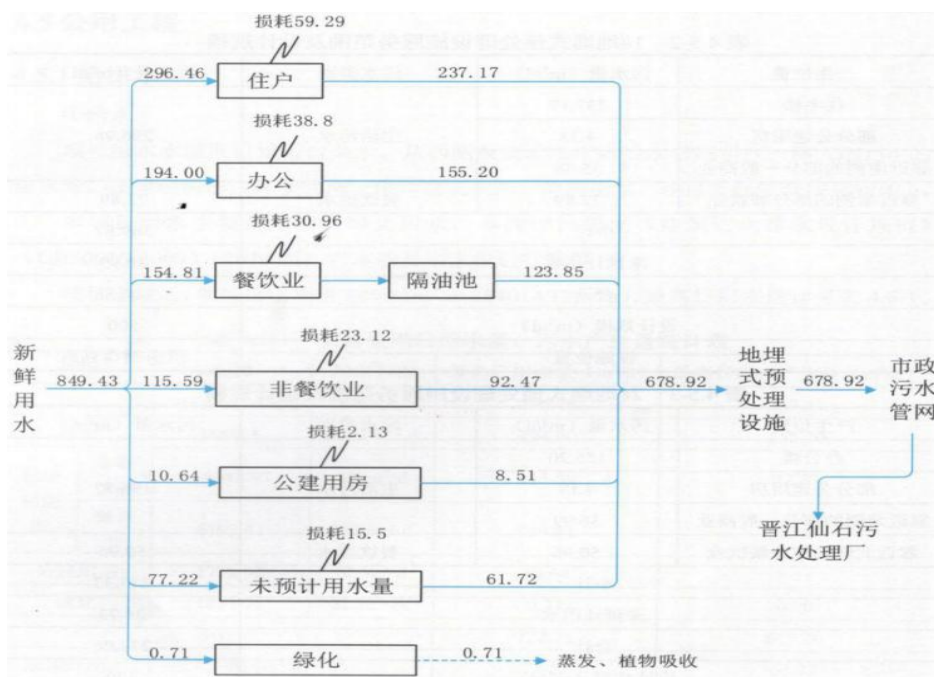 损耗59.29
296.46
住户
237.17
损耗38.8
194.00
办公
155.20
损耗30.96
154.81
餐饮业
隔油池
123.85
损耗23.12
新鲜用水
849.43
115.59
非餐饮业
92.47
678.92
地埋式预处理设施
678.92
市政污水管网
损耗2.13
10.64
公建用房
8.51
晋江仙石污
水处理厂
损耗15.5
77.22
未预计用水量
61.72
0.71
绿化
0.71
蒸发、植物吸收